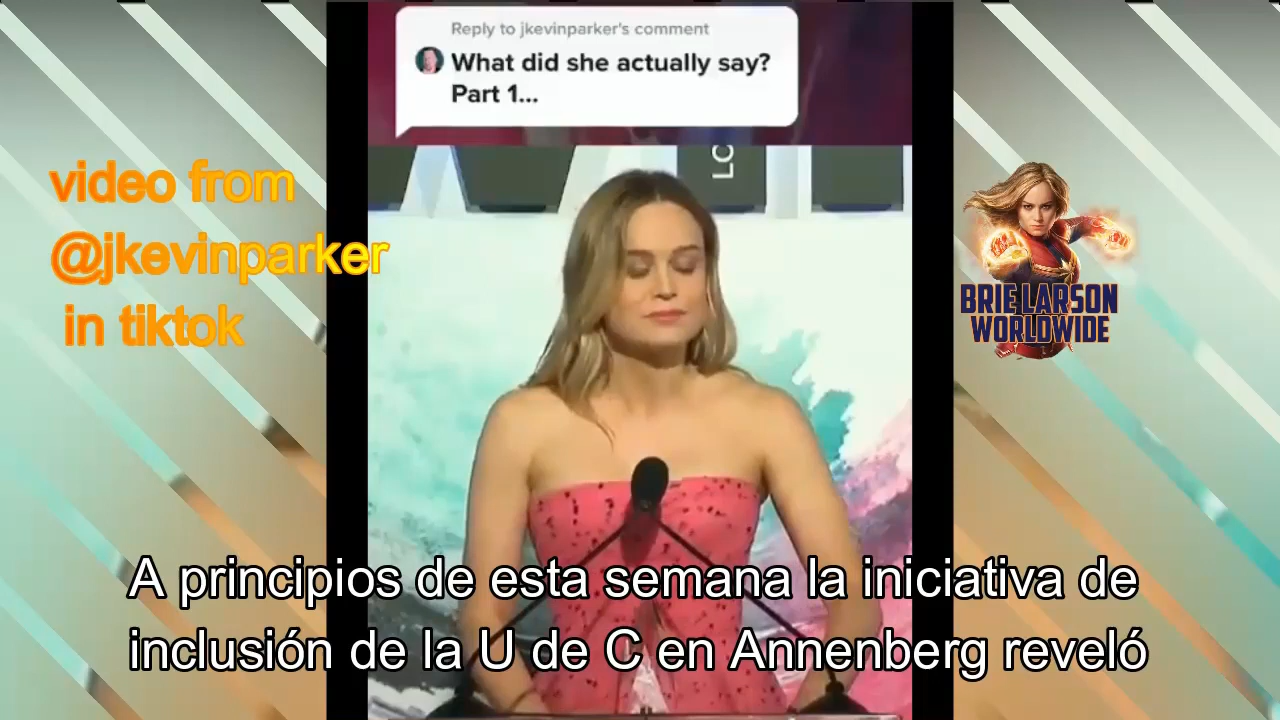 Reply to jkevinparker's comment
What did she actually say?
Part 1...
LO
video from
@jkevinparker
in tiktok
BRIE LARSON
WORLDWIDE
A principios de esta semana la iniciativa de
inclusión de la U de C en Annenberg reveló